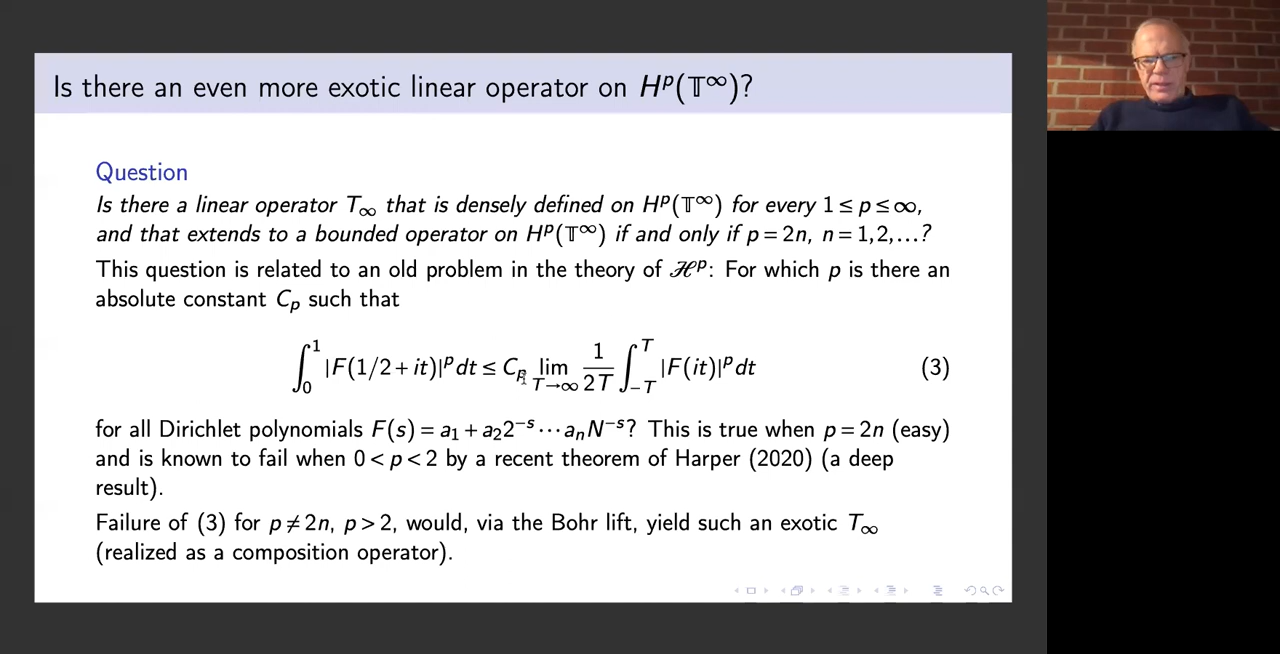 Is there an even more exotic linear operator on Hᵖ(𝕋^∞)?
Question
Is there a linear operator T_∞ that is densely defined on Hᵖ(𝕋^∞) for every 1 ≤ p ≤ ∞,
and that extends to a bounded operator on Hᵖ(𝕋^∞) if and only if p = 2n, n = 1,2,...?
This question is related to an old problem in the theory of ℋᵖ: For which p is there an
absolute constant C_p such that
∫_0^1 |F(1/2 + it)|^p dt ≤ C_p lim_{T→∞} 1/2T ∫_{-T}^T |F(it)|^p dt (3)
for all Dirichlet polynomials F(s) = a_1 + a_2 2^{-s} ··· a_n N^{-s}? This is true when p = 2n (easy)
and is known to fail when 0 < p < 2 by a recent theorem of Harper (2020) (a deep
result).
Failure of (3) for p ≠ 2n, p > 2, would, via the Bohr lift, yield such an exotic T_∞
(realized as a composition operator).